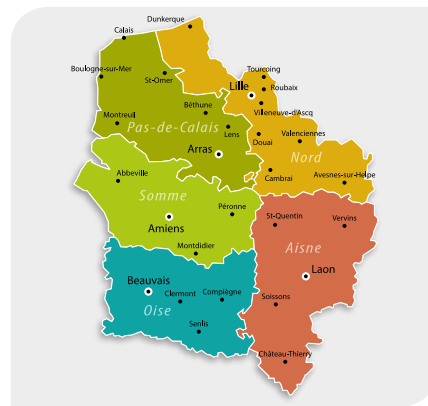 Dunkerque
Calais
Tourcoing
Boulogne-sur-Mer
St-Omer
Lille
Roubaix
Villeneuve-d'Ascq
Béthune
Montreuil
Pas-de-Calais
Lens
Douai
Valenciennes
Arras
Nord
Cambrai
Abbeville
Avesnes-sur-Helpe
Somme
Péronne
St-Quentin
Vervins
Amiens
Aisne
Montdidier
Laon
Beauvais
Clermont
Compiègne
Soissons
Oise
Senlis
Château-Thierry